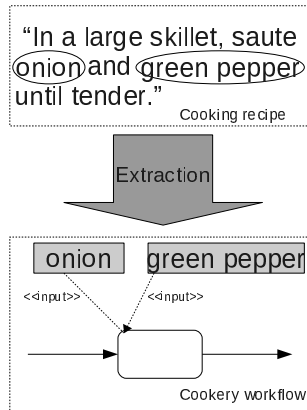 “In a large skillet, saute
onion and green pepper
until tender.”
Cooking recipe
Extraction
onion green pepper
<<input>> <<input>>
Cookery workflow